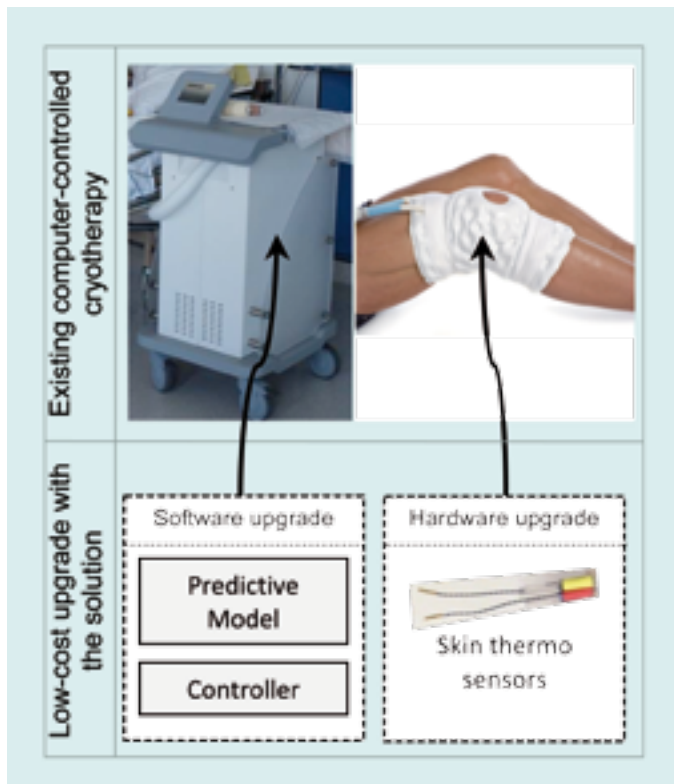 Existing computer-controlled
cryotherapy
Low-cost upgrade with
the solution
Software upgrade
Predictive
Model
Controller
Hardware upgrade
Skin thermo
sensors